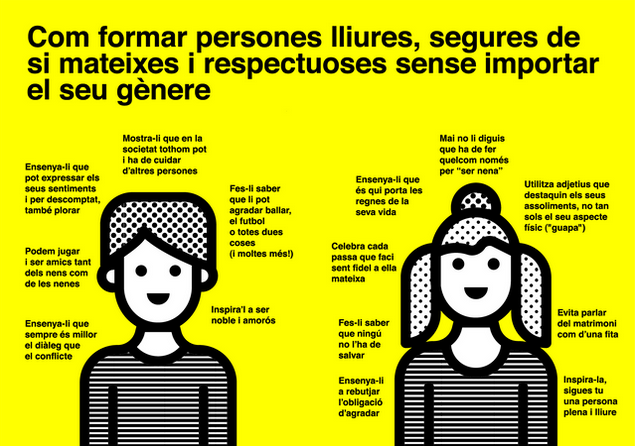 Com formar persones lliures, segures de
si mateixes i respectuoses sense importar
el seu gènere
Mostra-li que en la
societat tothom pot
i ha de cuidar
d'altres persones
Ensenya-li que
pot expressar els
seus sentiments
i per descomptat,
també plorar
Fes-li saber
que li pot
agradar ballar,
el futbol
o totes dues
coses
(i moltes més!)
Podem jugar
i ser amics tant
dels nens com
de les nenes
Inspira'l a ser
noble i amorós
Ensenya-li que
sempre és millor
el diàleg que
el conflicte
Mai no li diguis
que ha de fer
quelcom només
per “ser nena”
Ensenya-li que
és qui porta les
regnes de la
seva vida
Utilitza adjetius que
destaquin els seus
assoliments, no tan
sols el seu aspecte
físic ("guapa")
Celebra cada
passa que faci
sent fidel a ella
mateixa
Evita parlar
del matrimoni
com d’una fita
Fes-li saber
que ningú
no l’ha de
salvar
Ensenya-li
a rebutjar
l’obligació
d’agradar
Inspira-la,
sigues tu
una persona
plena i lliure